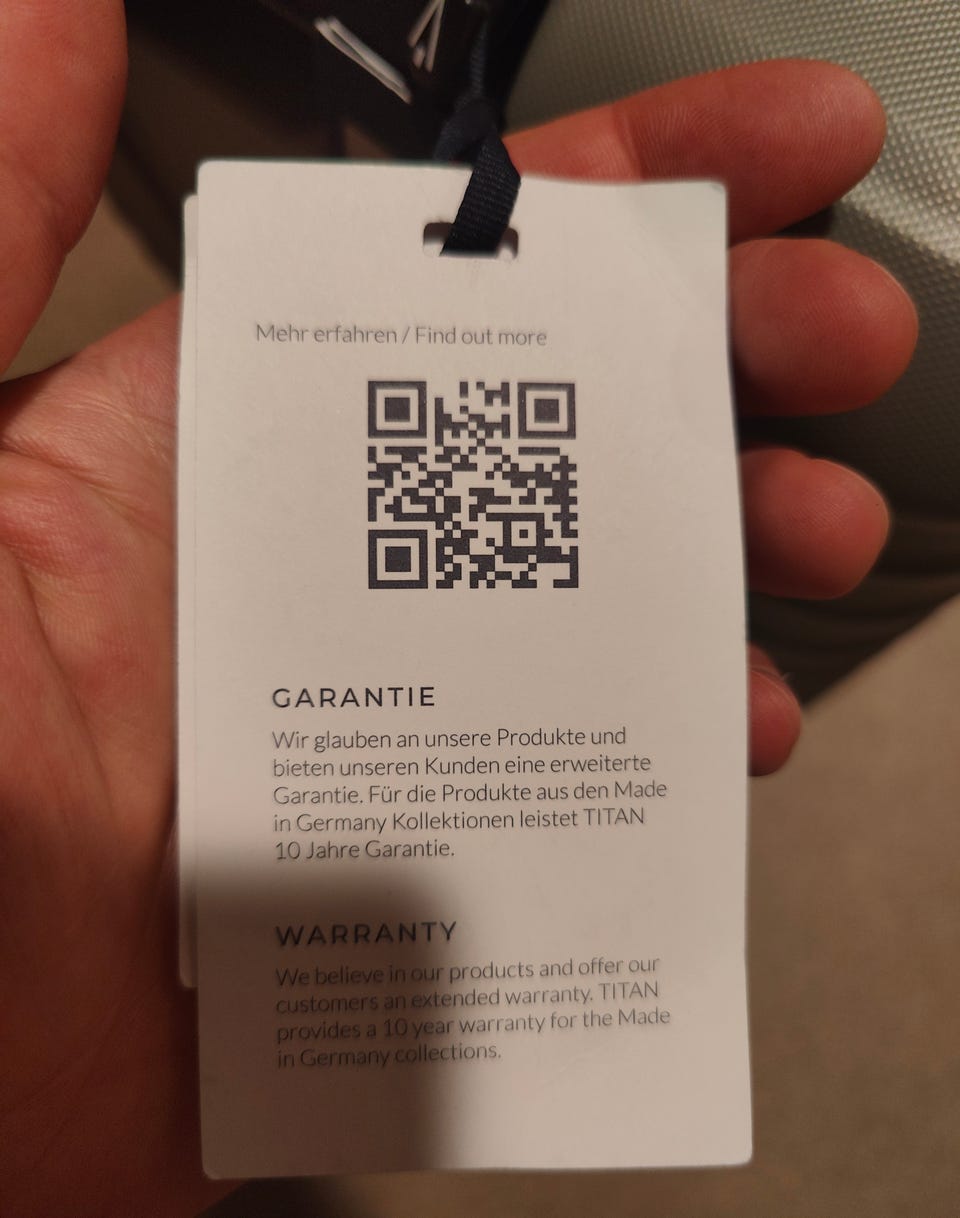 Mehr erfahren / Find out more
GARANTIE
Wir glauben an unsere Produkte und
bieten unseren Kunden eine erweiterte
Garantie. Für die Produkte aus den Made
in Germany Kollektionen leistet TITAN
10 Jahre Garantie.
WARRANTY
We believe in our products and offer our
customers an extended warranty. TITAN
provides a 10 year warranty for the Made
in Germany collections.